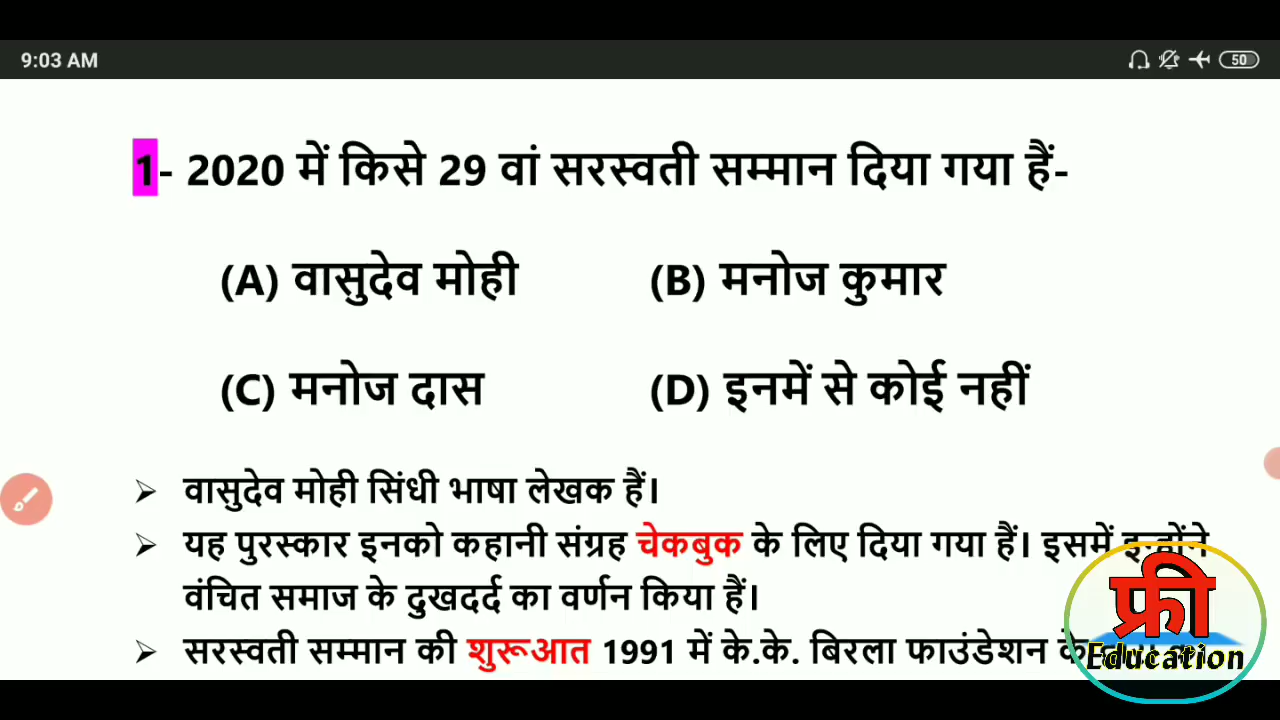 9:03 AM
50
1- 2020 में किसे 29 वां सरस्वती सम्मान दिया गया हैं-
(A) वासुदेव मोही (B) मनोज कुमार
(C) मनोज दास (D) इनमें से कोई नहीं
➢ वासुदेव मोही सिंधी भाषा लेखक हैं।
➢ यह पुरस्कार इनको कहानी संग्रह चेकबुक के लिए दिया गया हैं। इसमें इन्होंने
वंचित समाज के दुखदर्द का वर्णन किया हैं।
➢ सरस्वती सम्मान की शुरूआत 1991 में के.के. बिरला फाउंडेशन के
फ्री
Education